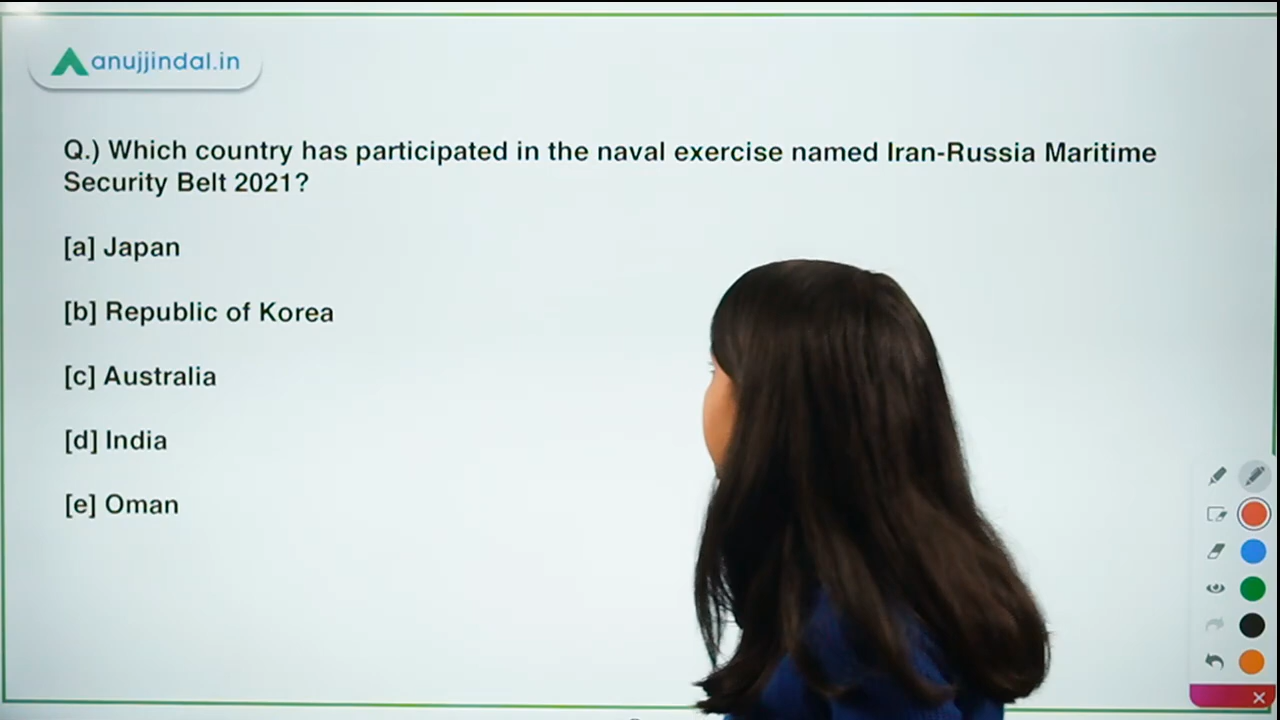 anujjindal.in
Q.) Which country has participated in the naval exercise named Iran-Russia Maritime
Security Belt 2021?
[a] Japan
[b] Republic of Korea
[c] Australia
[d] India
[e] Oman